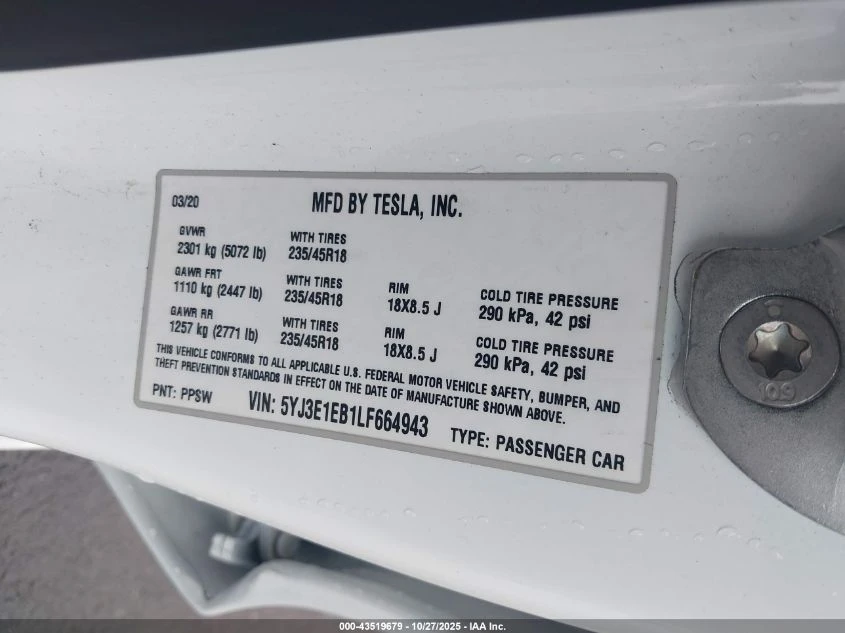 03/20 MFD BY TESLA, INC.
GVWR
2301 kg (5072 lb)
WITH TIRES
235/45R18
GAWR FRT
1110 kg (2447 lb)
WITH TIRES
235/45R18
RIM
18X8.5 J
COLD TIRE PRESSURE
290 kPa, 42 psi
GAWR RR
1257 kg (2771 lb)
WITH TIRES
235/45R18
RIM
18X8.5 J
COLD TIRE PRESSURE
290 kPa, 42 psi
THIS VEHICLE CONFORMS TO ALL APPLICABLE U.S. FEDERAL MOTOR VEHICLE SAFETY, BUMPER, AND
THEFT PREVENTION STANDARDS IN EFFECT ON THE DATE OF MANUFACTURE SHOWN ABOVE.
PNT: PPSW VIN: 5YJ3E1EB1LF664943 TYPE: PASSENGER CAR
109
000-43519679 - 10/27/2025 - IAA Inc.